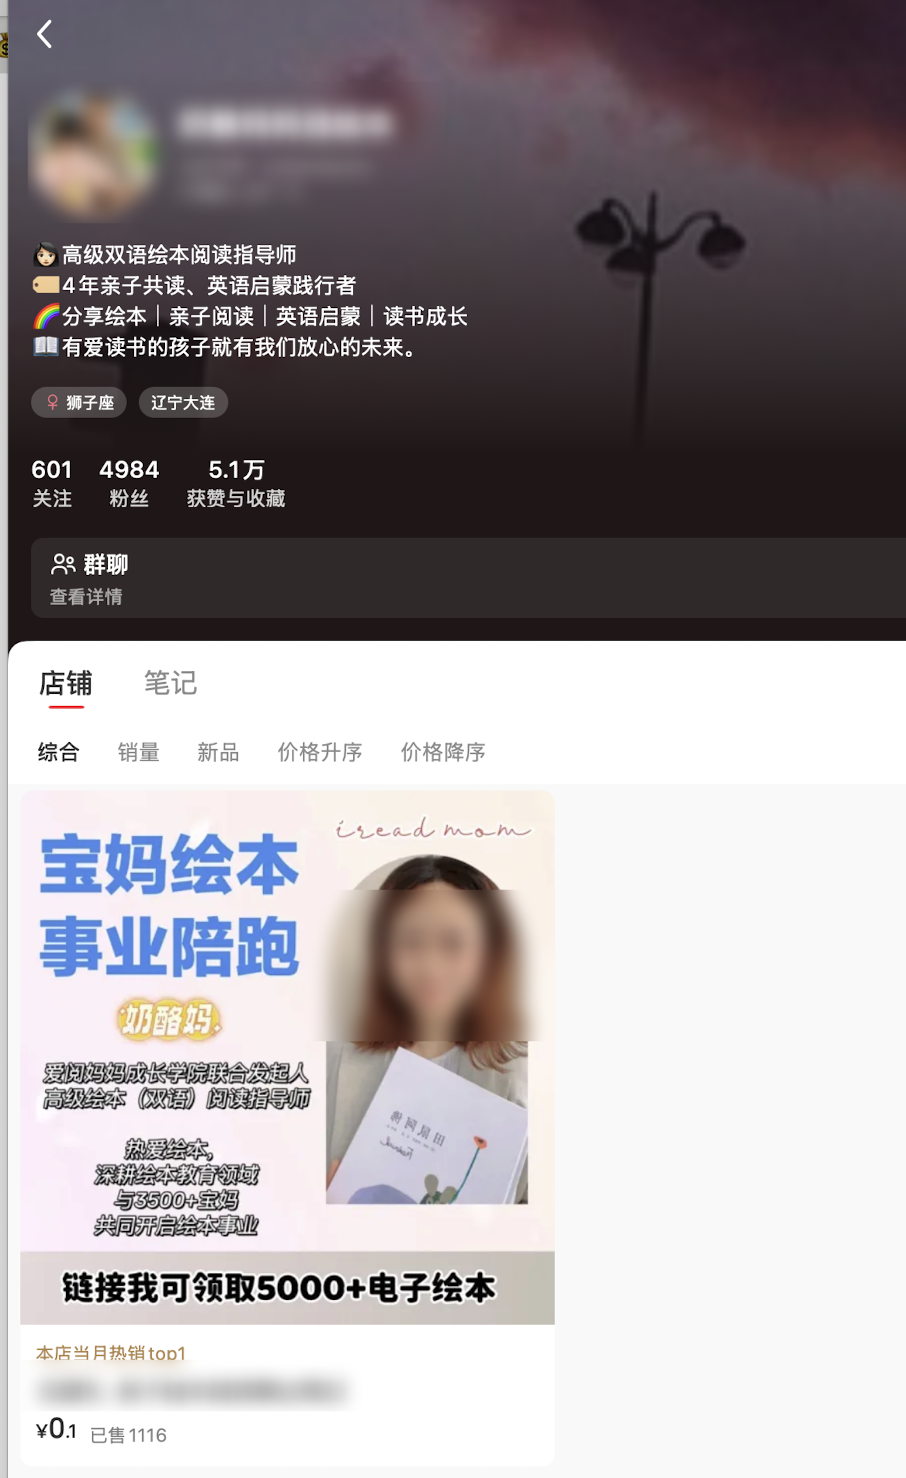 高级双语绘本阅读指导师
4年亲子共读、英语启蒙践行者
分享绘本｜亲子阅读｜英语启蒙｜读书成长
有爱读书的孩子就有我们放心的未来。
♀ 狮子座 辽宁大连
601 4984 5.1万
关注 粉丝 获赞与收藏
群聊
查看详情
店铺 笔记
综合 销量 新品 价格升序 价格降序
iread mom
宝妈绘本
事业陪跑
奶酪妈
爱阅妈妈成长学院联合发起人
高级绘本（双语）阅读指导师
热爱绘本，
深耕绘本教育领域
与3500+宝妈
共同开启绘本事业
链接我可领取5000+电子绘本
本店当月热销top1
¥0.1 已售1116